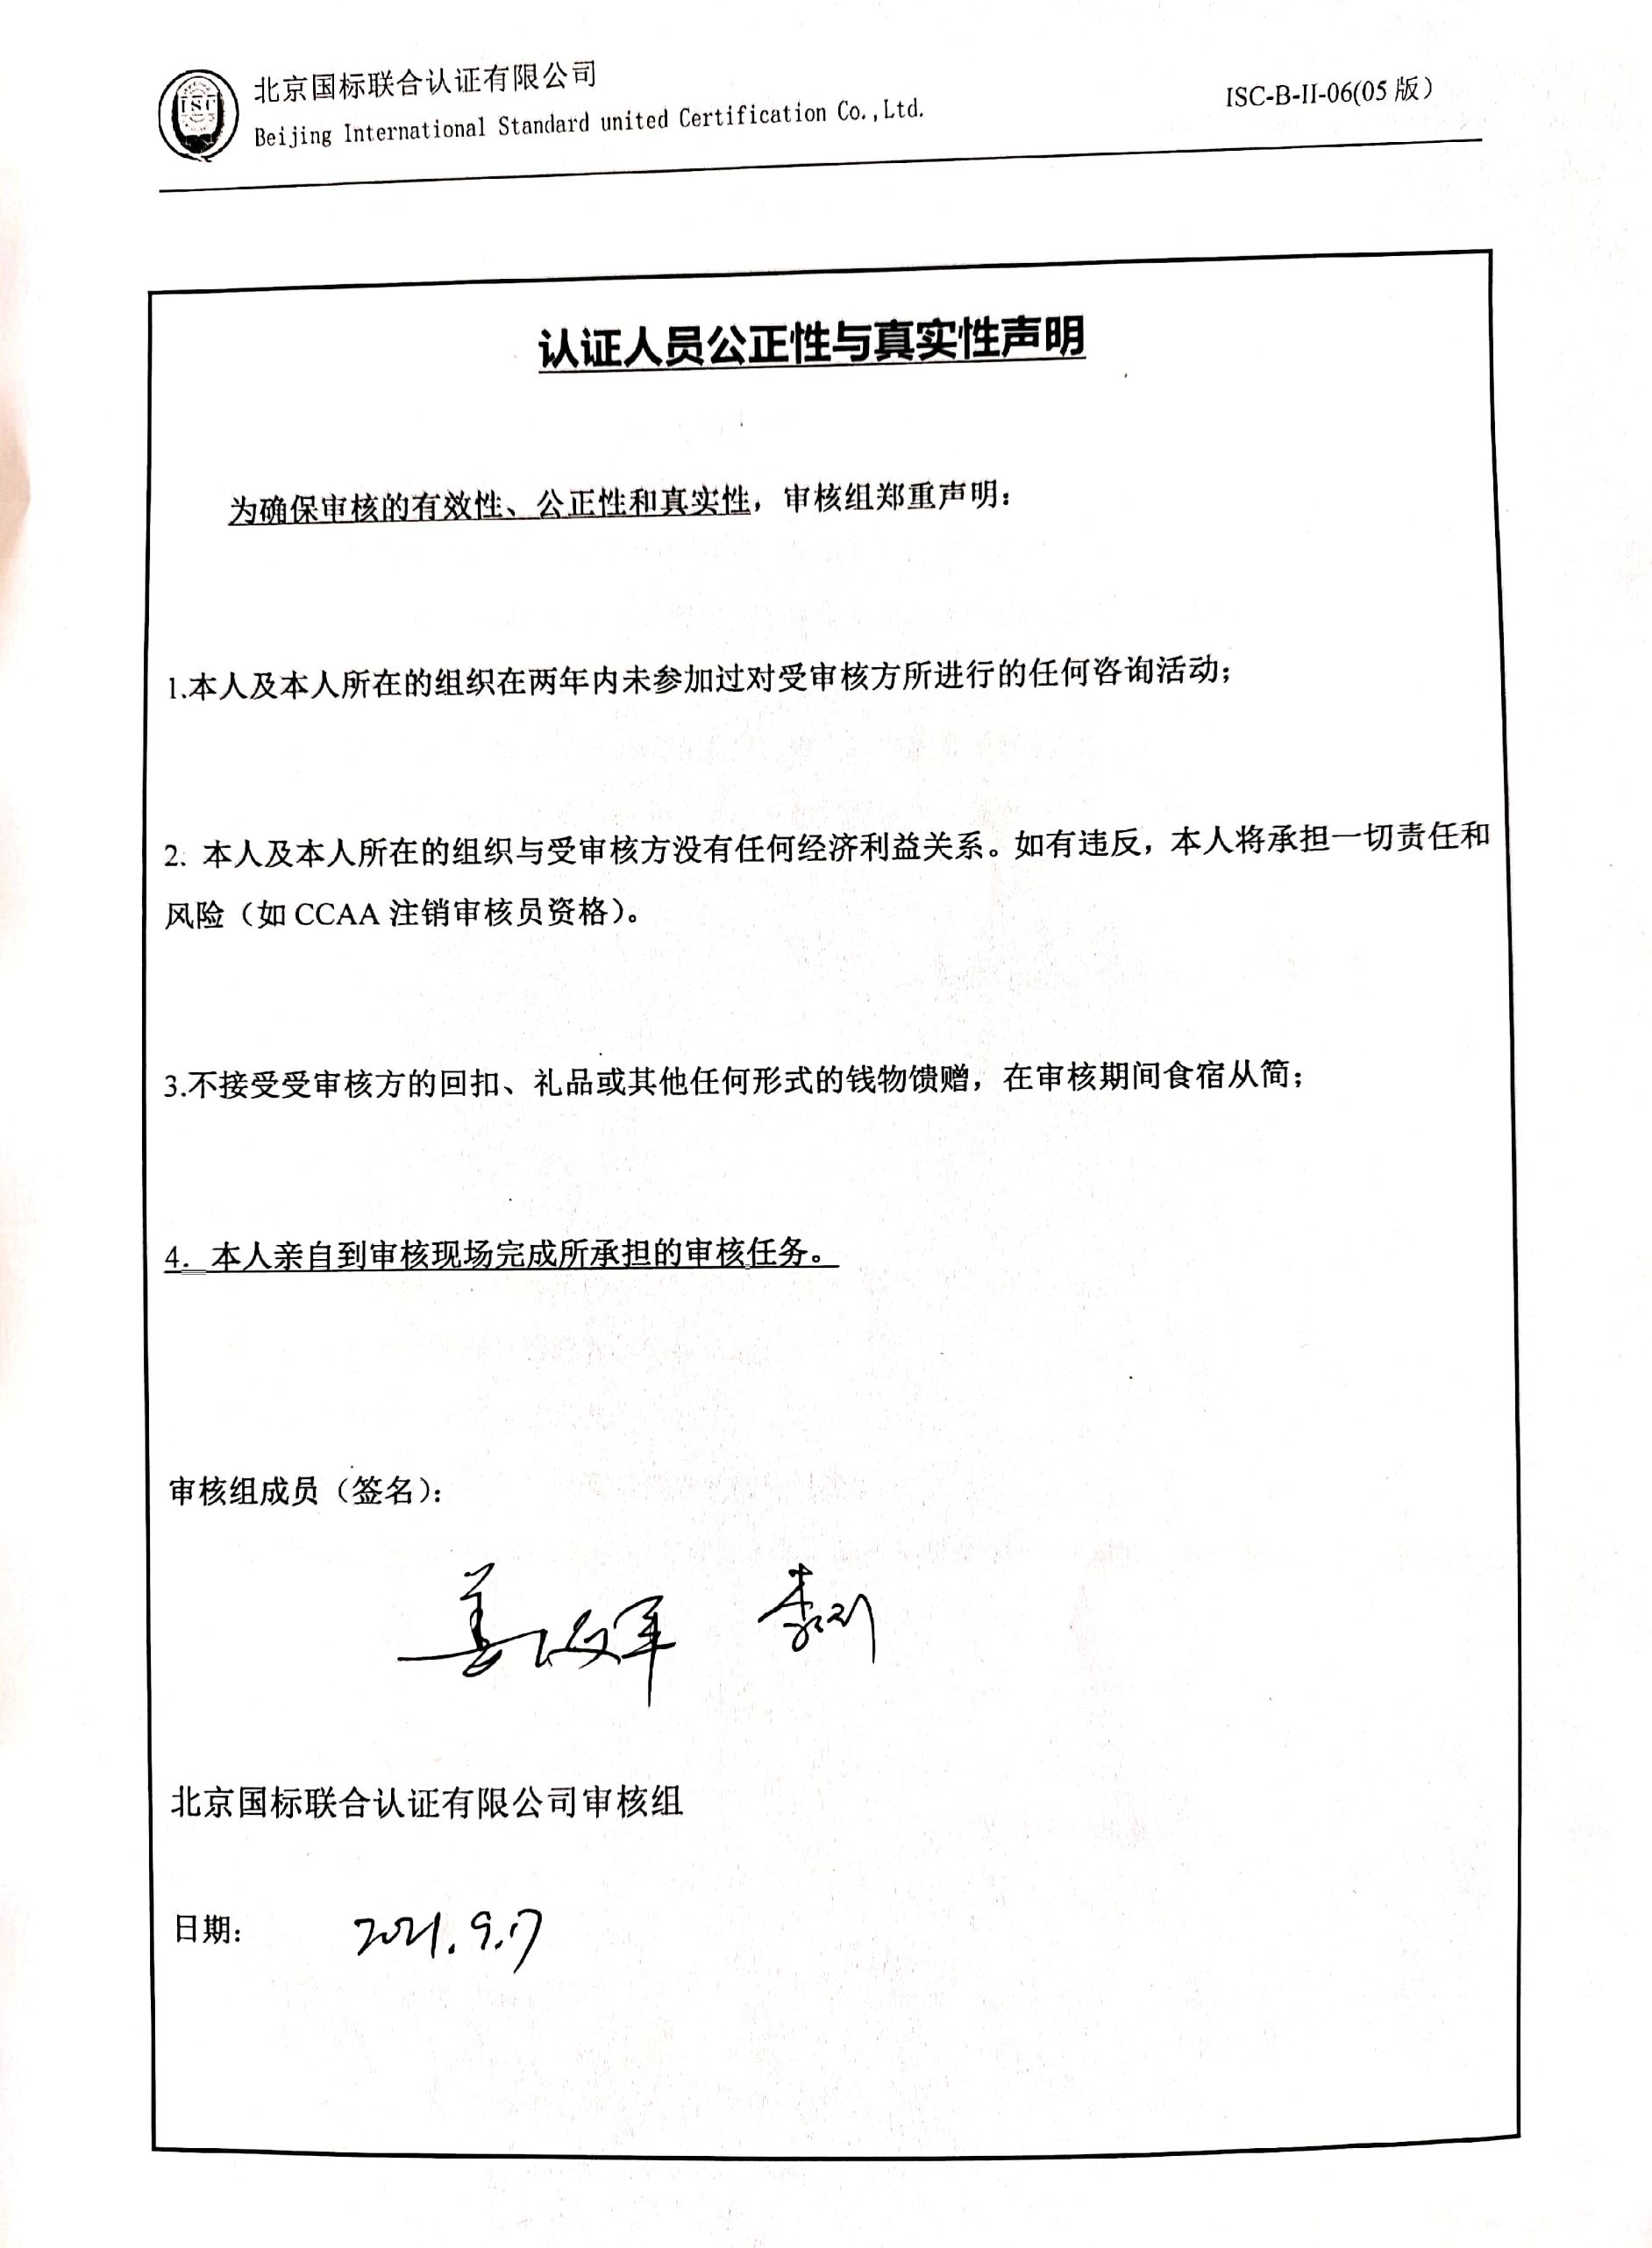 ISC
北京国标联合认证有限公司
Beijing International Standard united Certification Co.,Ltd.
ISC-B-II-06(05 版)
认证人员公正性与真实性声明
为确保审核的有效性、公正性和真实性，审核组郑重声明：
1.本人及本人所在的组织在两年内未参加过对受审核方所进行的任何咨询活动；
2. 本人及本人所在的组织与受审核方没有任何经济利益关系。如有违反，本人将承担一切责任和
风险（如 CCAA 注销审核员资格）。
3.不接受受审核方的回扣、礼品或其他任何形式的钱物馈赠，在审核期间食宿从简；
4. 本人亲自到审核现场完成所承担的审核任务。
审核组成员（签名）：
北京国标联合认证有限公司审核组
日期： 2021.9.17